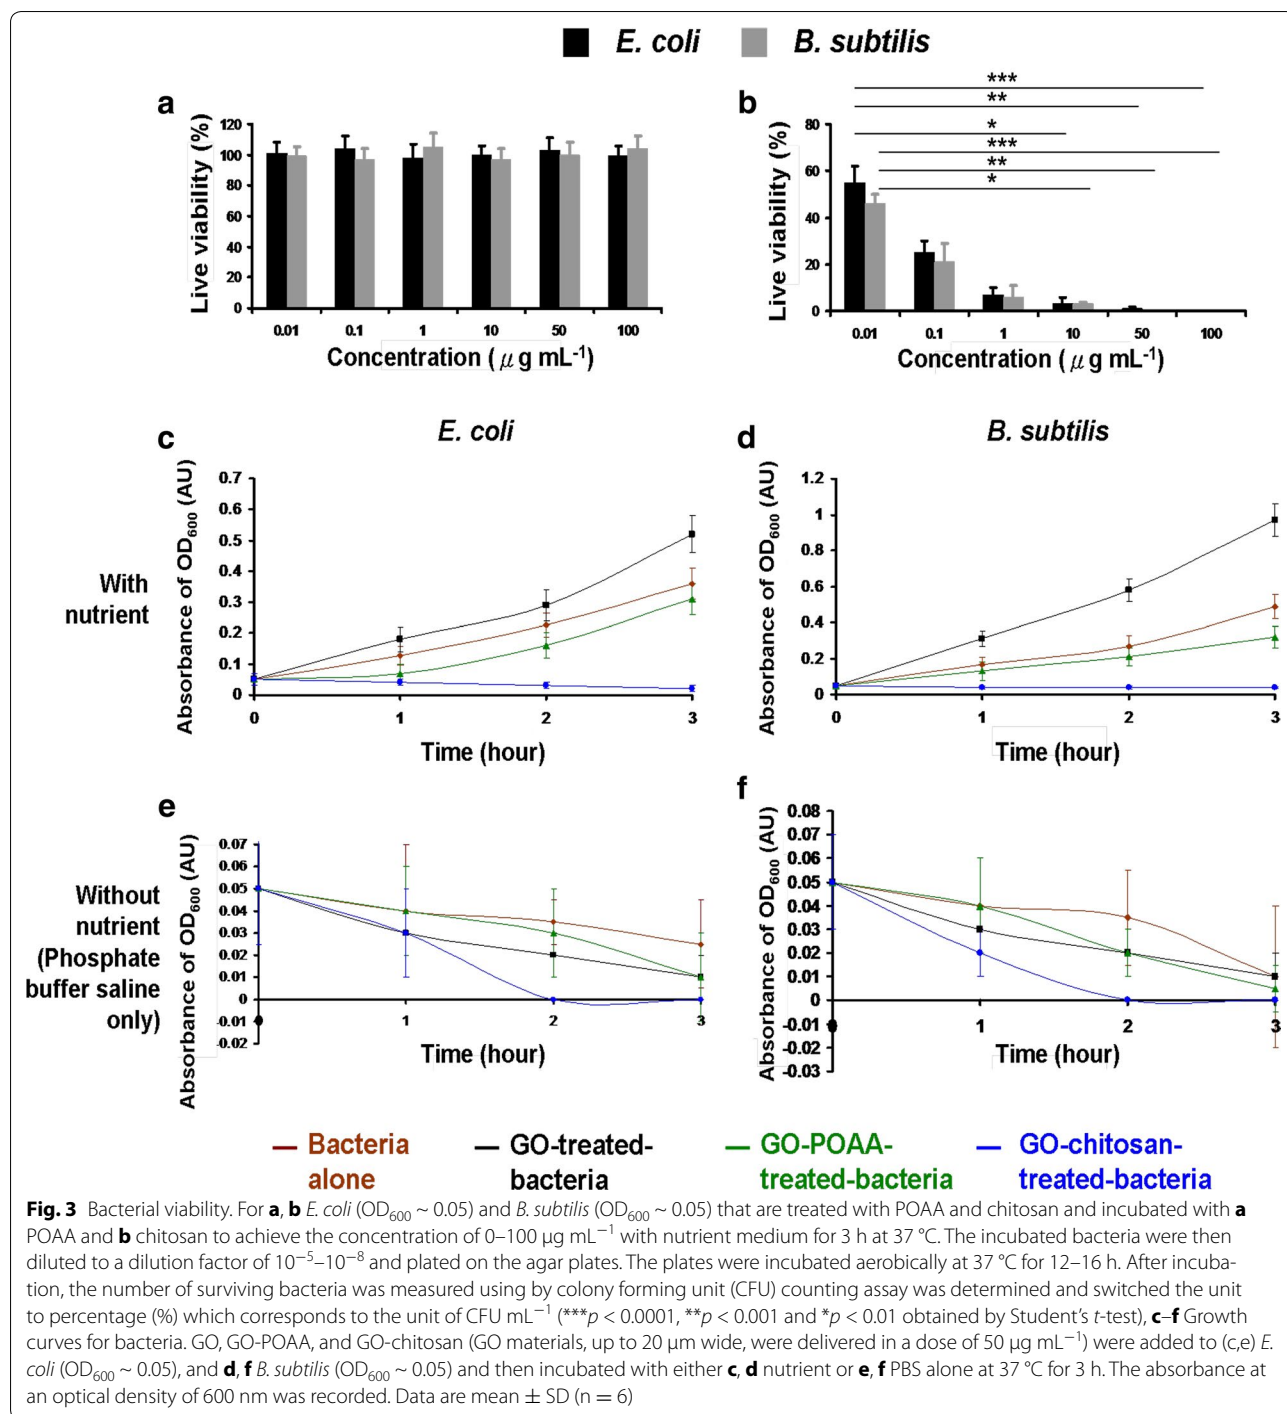 E. coli B. subtilis
a
Live viability (%)
120
100
80
60
40
20
0
0.01 0.1 1 10 50 100
Concentration ( μ g mL-1)
b
Live viability (%)
80
60
40
20
0
***
**
*
***
**
*
0.01 0.1 1 10 50 100
Concentration ( μ g mL-1)
E. coli
B. subtilis
With
nutrient
c
Absorbance of OD600 (AU)
0.7
0.6
0.5
0.4
0.3
0.2
0.1
0
0 1 2 3
Time (hour)
d
Absorbance of OD600 (AU)
1.2
1
0.8
0.6
0.4
0.2
0
0 1 2 3
Time (hour)
Without
nutrient
(Phosphate
buffer saline
only)
e
Absorbance of OD600 (AU)
0.07
0.06
0.05
0.04
0.03
0.02
0.01
0
-0.01
-0.02
0 1 2 3
Time (hour)
f
Absorbance of OD600 (AU)
0.08
0.07
0.06
0.05
0.04
0.03
0.02
0.01
0
-0.01
-0.02
-0.03
0 1 2 3
Time (hour)
Bacteria
alone
GO-treated-
bacteria
GO-POAA-
treated-bacteria
GO-chitosan-
treated-bacteria
Fig. 3 Bacterial viability. For a, b E. coli (OD600 ~ 0.05) and B. subtilis (OD600 ~ 0.05) that are treated with POAA and chitosan and incubated with a
POAA and b chitosan to achieve the concentration of 0–100 μg mL−1 with nutrient medium for 3 h at 37 °C. The incubated bacteria were then
diluted to a dilution factor of 10−5–10−8 and plated on the agar plates. The plates were incubated aerobically at 37 °C for 12–16 h. After incuba-
tion, the number of surviving bacteria was measured using by colony forming unit (CFU) counting assay was determined and switched the unit
to percentage (%) which corresponds to the unit of CFU mL−1 (***p < 0.0001, **p < 0.001 and *p < 0.01 obtained by Student’s t-test), c–f Growth
curves for bacteria. GO, GO-POAA, and GO-chitosan (GO materials, up to 20 μm wide, were delivered in a dose of 50 μg mL−1) were added to (c,e) E.
coli (OD600 ~ 0.05), and d, f B. subtilis (OD600 ~ 0.05) and then incubated with either c, d nutrient or e, f PBS alone at 37 °C for 3 h. The absorbance at
an optical density of 600 nm was recorded. Data are mean ± SD (n = 6)